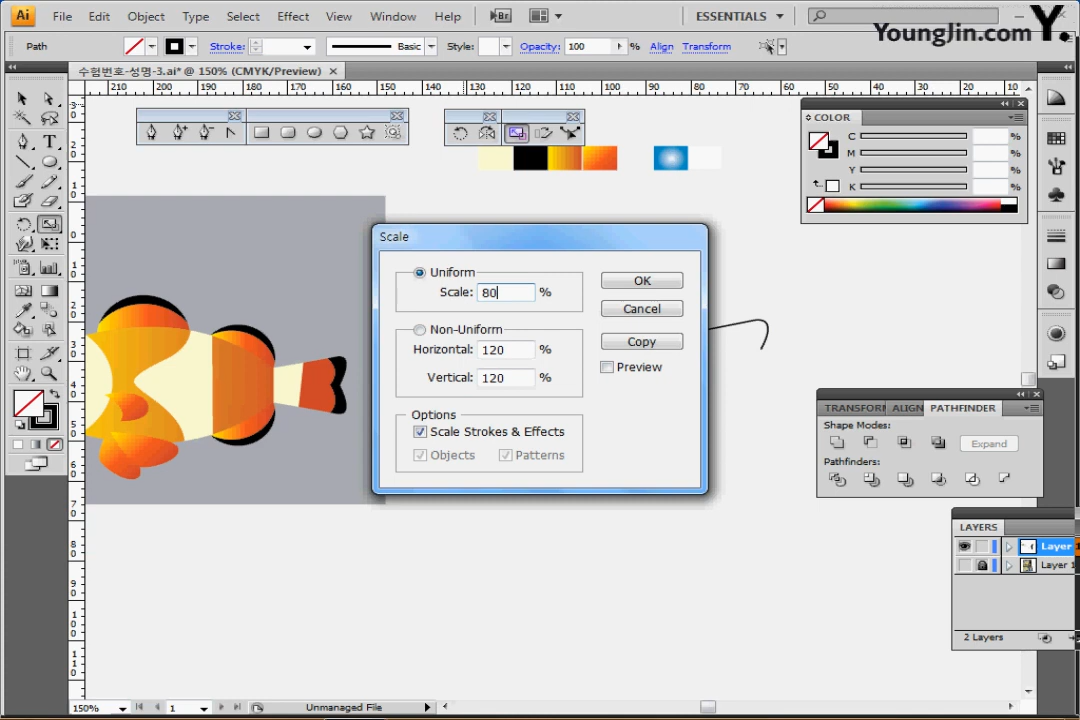 Ai File Edit Object Type Select Effect View Window Help Br ESSENTIALS
YoungJin.com Y.
Path Stroke: Basic Style: Opacity: 100 Align Transform
수험번호-성명-3.ai* @ 150% (CMYK/Preview)
210 200 190 180 170 160 150 140 130 120 110 100 90 80 70 60 50 40 30 20 10
COLOR
C %
M %
Y %
K %
Scale
Uniform
Scale: 80 %
OK
Cancel
Non-Uniform
Horizontal: 120 %
Copy
Preview
Vertical: 120 %
Options
Scale Strokes & Effects
Objects Patterns
TRANSFORM ALIGN PATHFINDER
Shape Modes:
Expand
Pathfinders:
LAYERS
Layer
Layer 1
2 Layers
150% 1 Unmanaged File